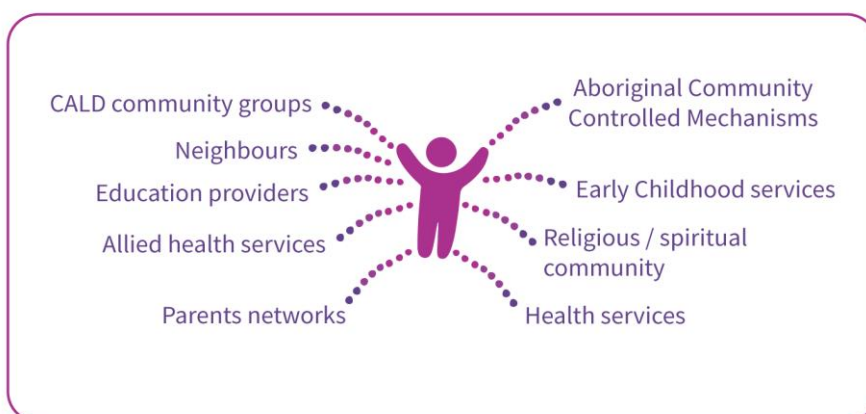 CALD community groups
Neighbours
Education providers
Allied health services
Parents networks
Aboriginal Community
Controlled Mechanisms
Early Childhood services
Religious / spiritual
community
Health services